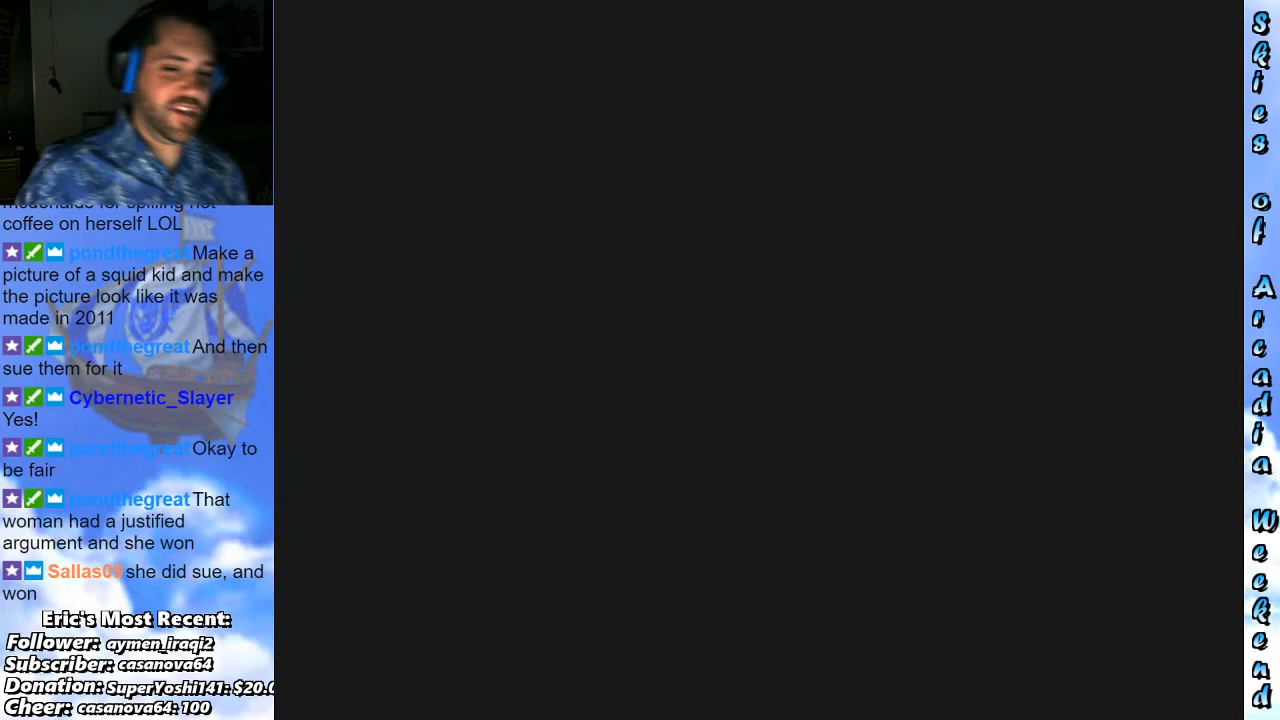 coffee on herself LOL
pondthegreat Make a
picture of a squid kid and make
the picture look like it was
made in 2011
pondthegreat And then
sue them for it
Cybernetic_Slayer
Yes!
pondthegreat Okay to
be fair
pondthegreat That
woman had a justified
argument and she won
Sallas09 she did sue, and
won
Eric's Most Recent:
Follower: aymen_iraqi2
Subscriber: casanova64
Donation: SuperYoshi141: $20.0
Cheer: casanova64: 100
Skies of Arcadia Weekend